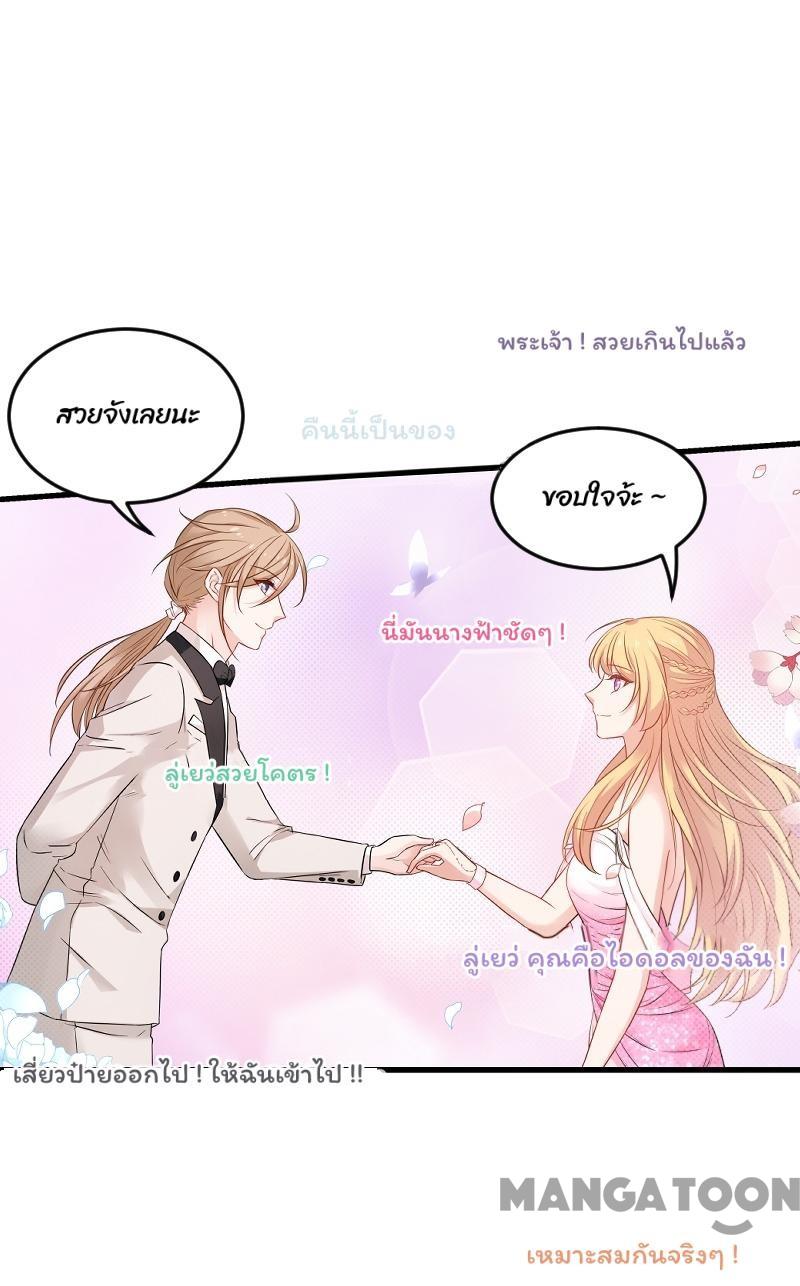 พระเจ้า ! สวยเกินไปแล้ว
สวยจังเลยนะ
คืนนี้เป็นของ
ขอบใจจ้ะ ~
นี่มันนางฟ้าชัดๆ !
ลู่เยว่สวยโคตร !
ลู่เยว่ คุณคือไอดอลของฉัน !
เสี่ยวป๋ายออกไป ! ให้ฉันเข้าไป !!
MANGATOON
เหมาะสมกันจริงๆ !